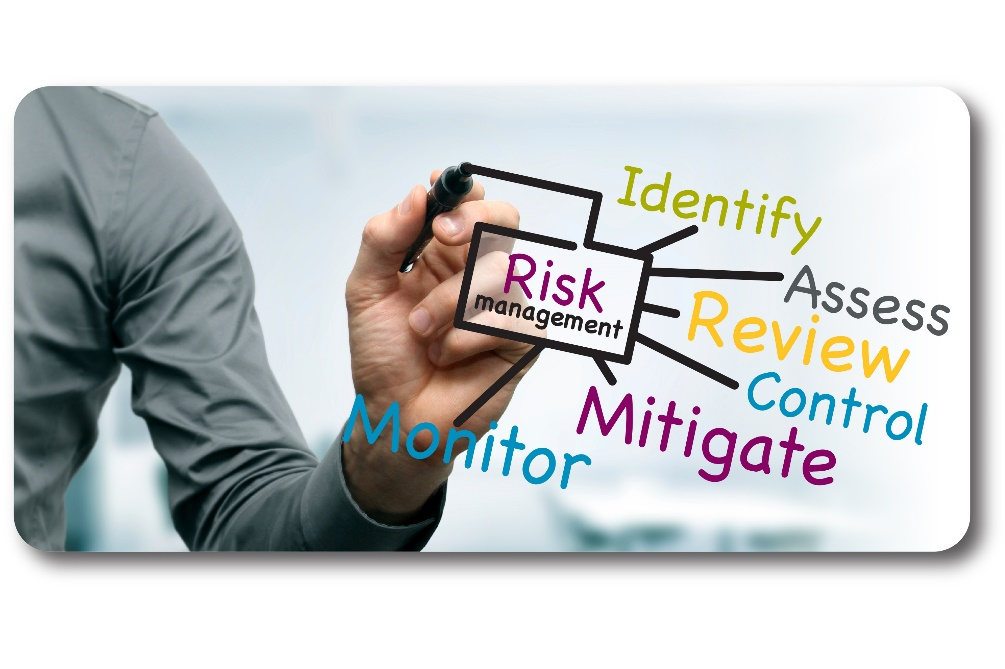 Identify
Assess
Risk
management
Review
Control
Mitigate
Monitor